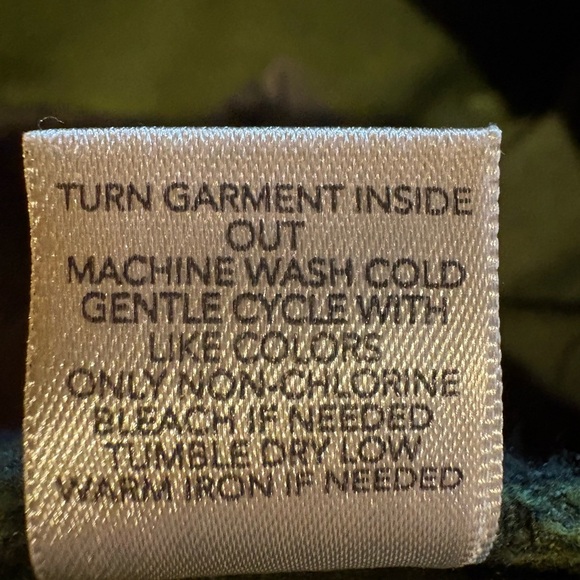 TURN GARMENT INSIDE
OUT
MACHINE WASH COLD
GENTLE CYCLE WITH
LIKE COLORS
ONLY NON-CHLORINE
BLEACH IF NEEDED
TUMBLE DRY LOW
WARM IRON IF NEEDED